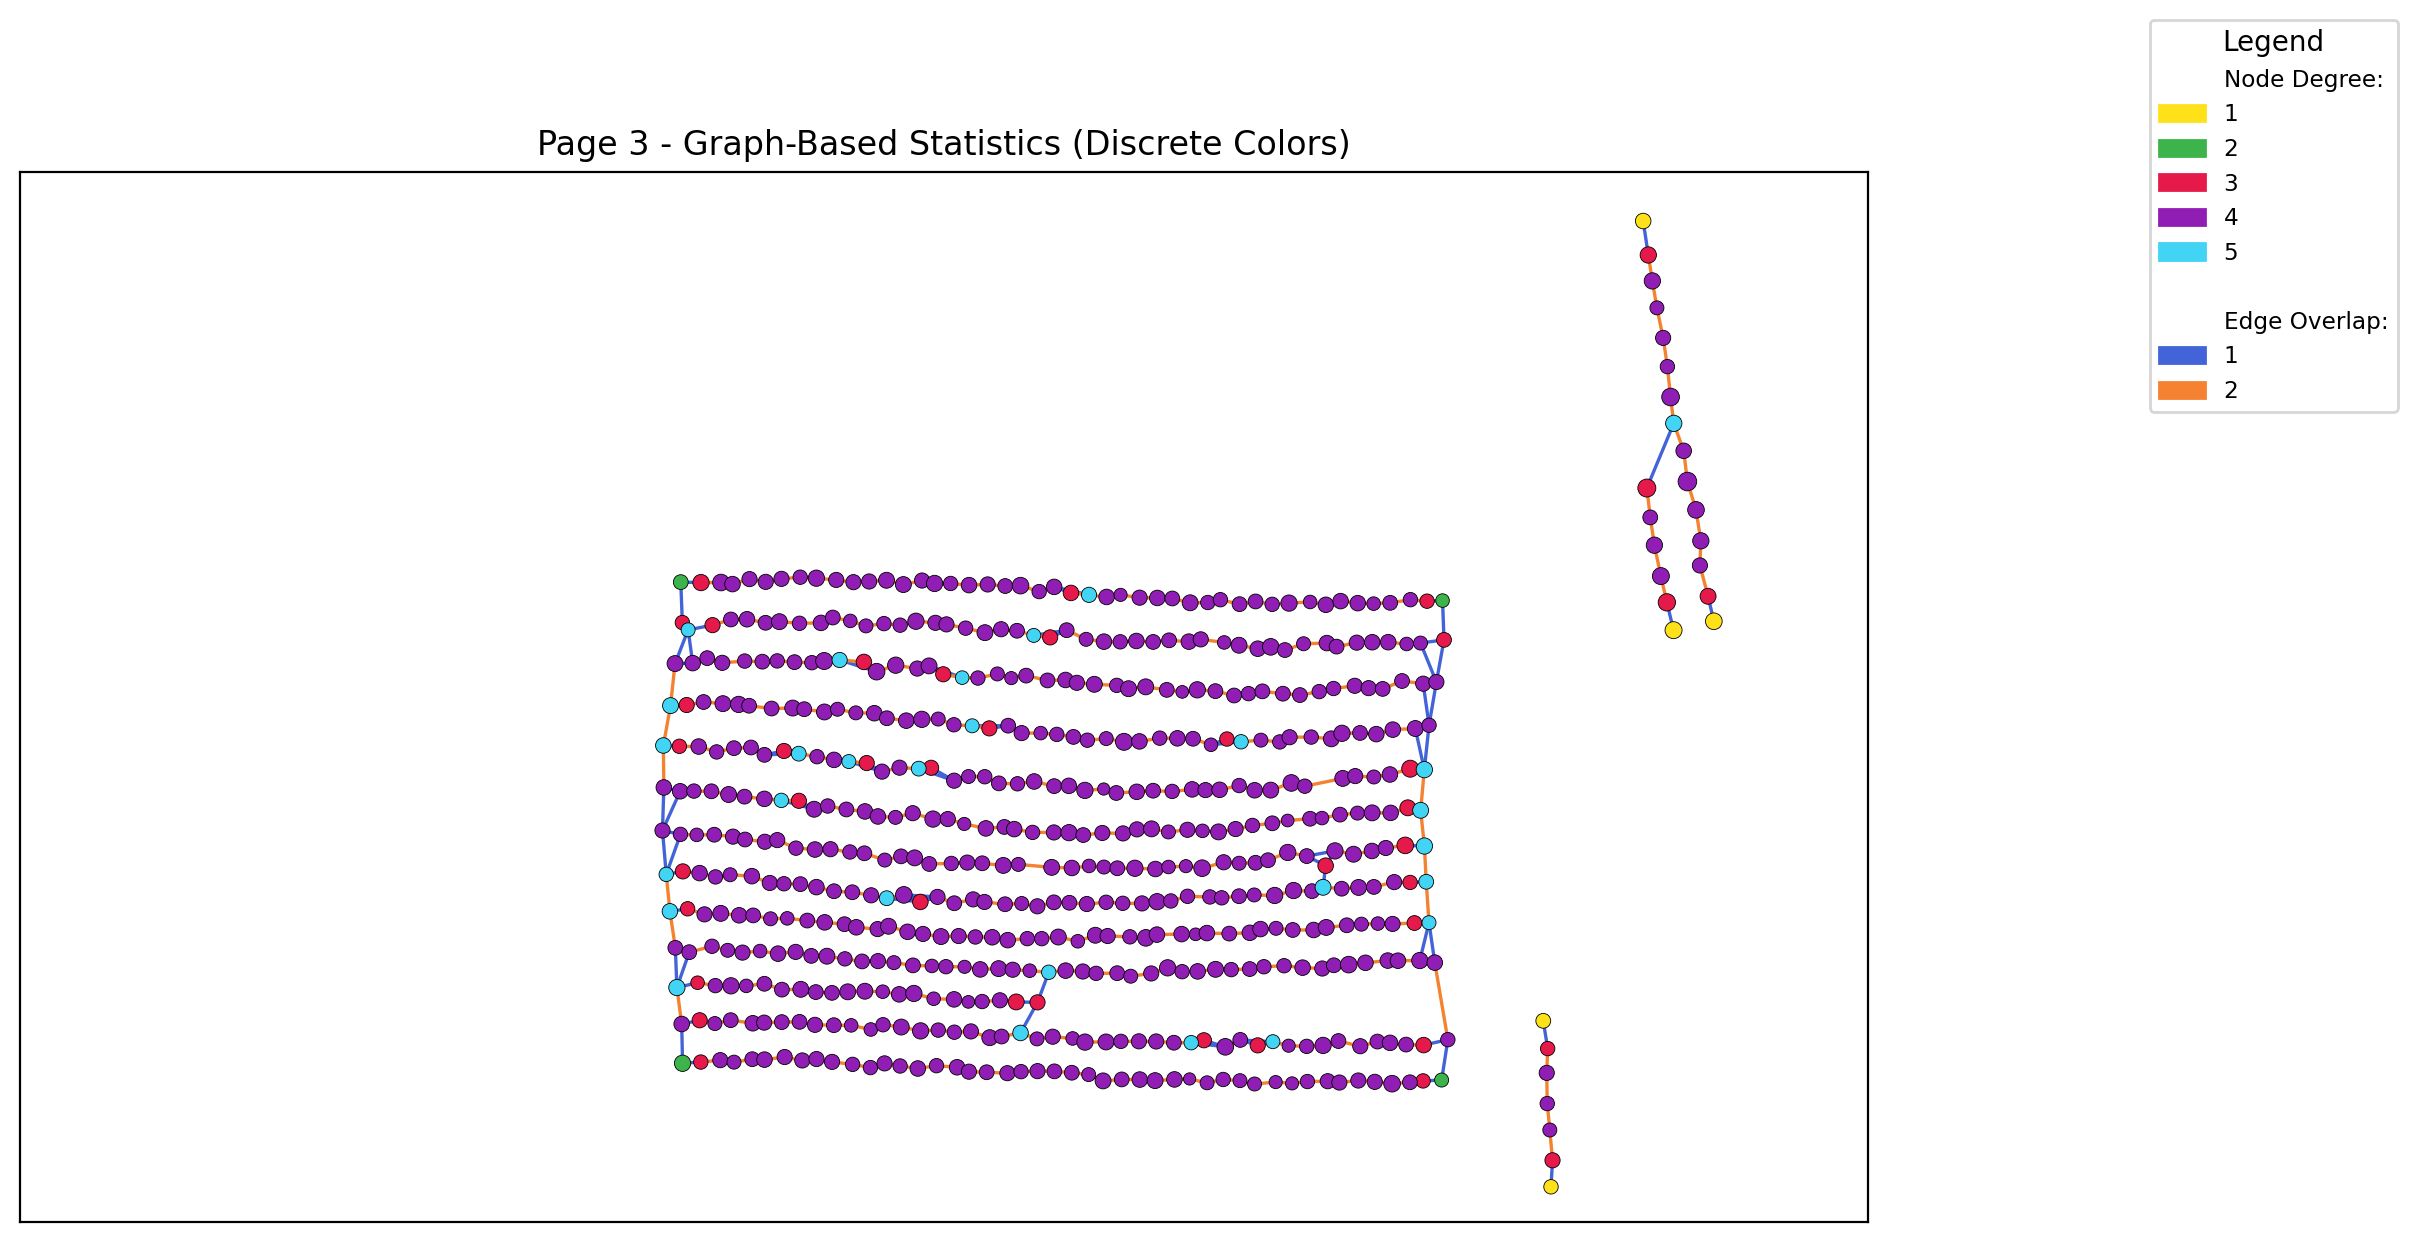 Page 3 - Graph-Based Statistics (Discrete Colors)
Legend
Node Degree:
1
2
3
4
5
Edge Overlap:
1
2